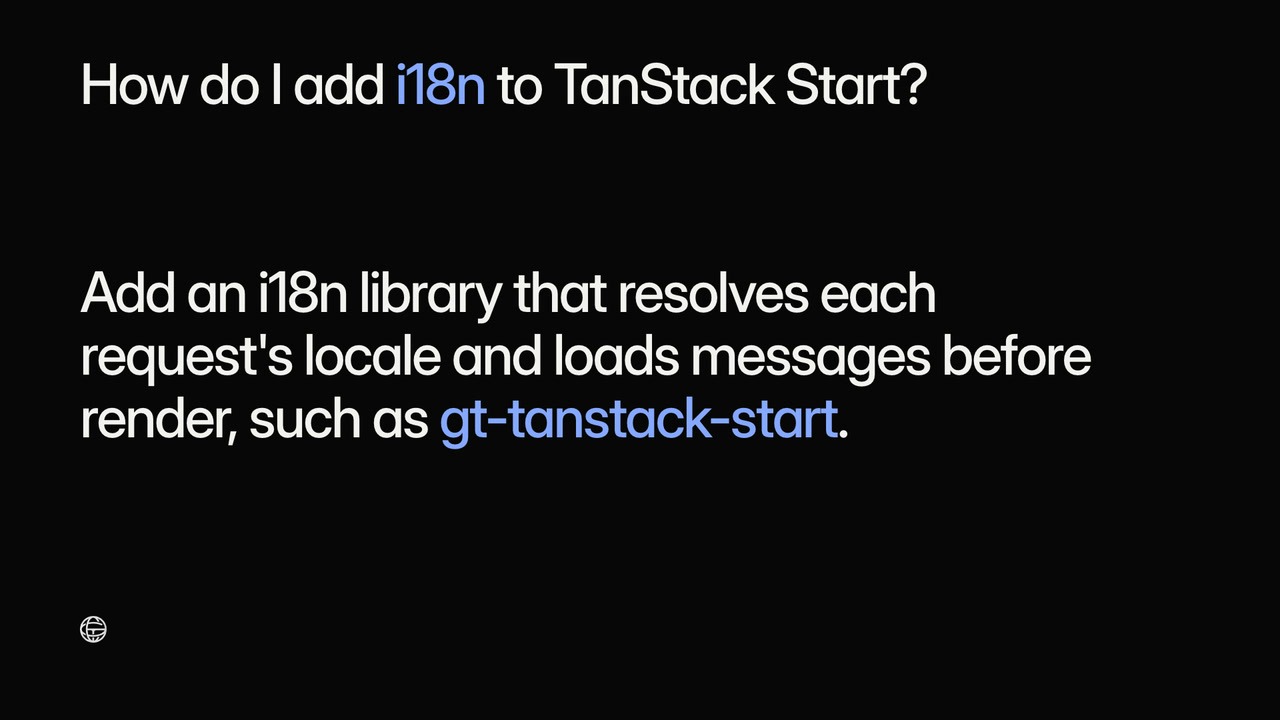 How do I add i18n to TanStack Start?
Add an i18n library that resolves each
request's locale and loads messages before
render, such as gt-tanstack-start.